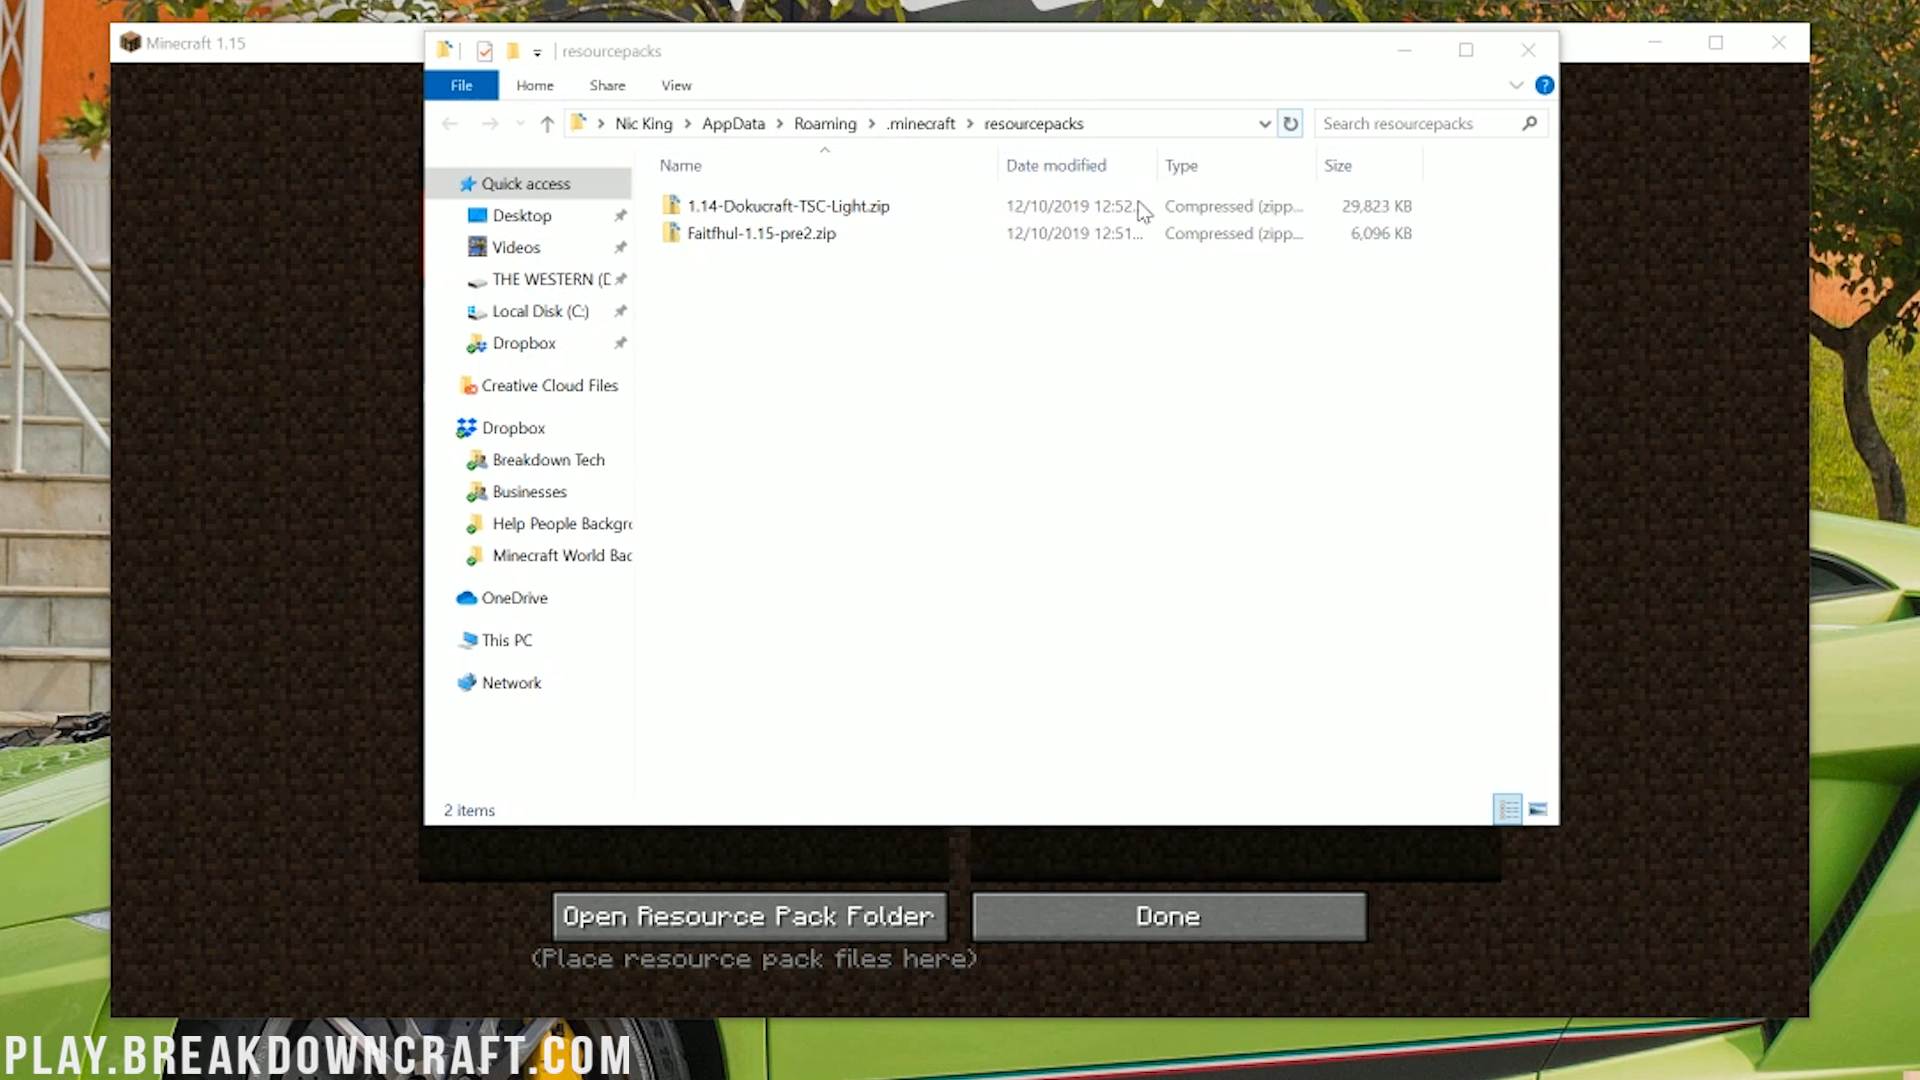 Minecraft 1.15
resourcepacks
File Home Share View
Nic King AppData Roaming .minecraft resourcepacks
Search resourcepacks
Name Date modified Type Size
1.14-Dokucraft-TSC-Light.zip 12/10/2019 12:52... Compressed (zipp... 29,823 KB
Faitfhul-1.15-pre2.zip 12/10/2019 12:51... Compressed (zipp... 6,096 KB
Quick access
Desktop
Videos
THE WESTERN (D
Local Disk (C:)
Dropbox
Creative Cloud Files
Dropbox
Breakdown Tech
Businesses
Help People Backgro
Minecraft World Bac
OneDrive
This PC
Network
2 items
Open Resource Pack Folder
Done
(Place resource pack files here)
PLAY.BREAKDOWNCRAFT.COM